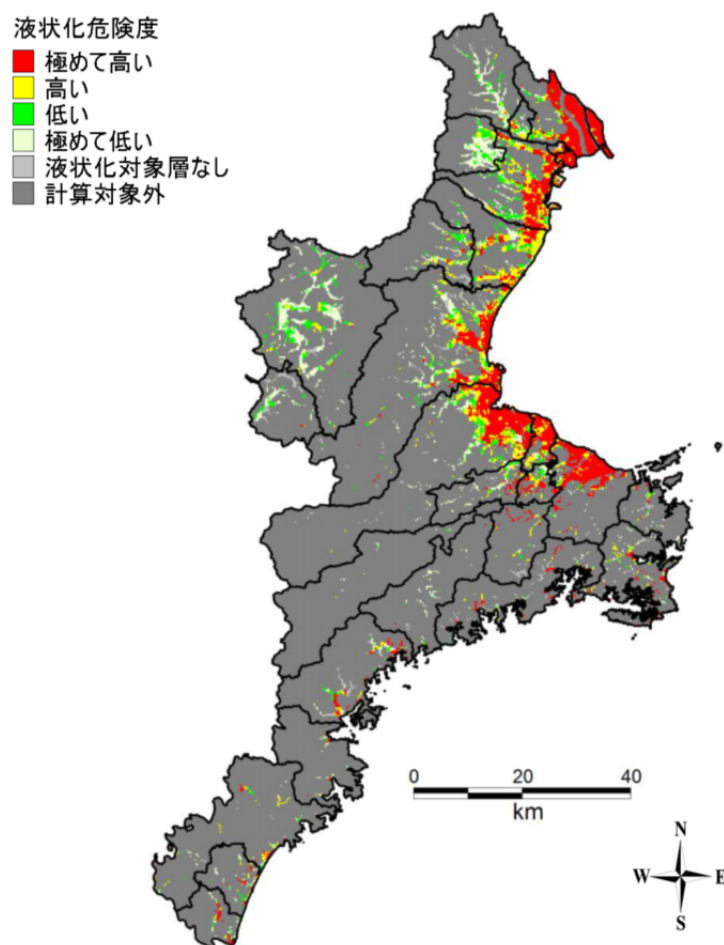 液状化危険度
極めて高い
高い
低い
極めて低い
液状化対象層なし
計算対象外
0 20 40
km
N
W E
S